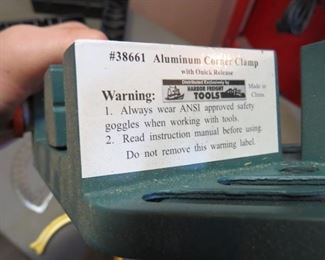 #38661 Aluminum Corner Clamp
with Quick Release
Distributed Exclusively by
Warning: HARBOR FREIGHT TOOLS Made in China
1. Always wear ANSI approved safety
goggles when working with tools.
2. Read instruction manual before using.
Do not remove this warning label.